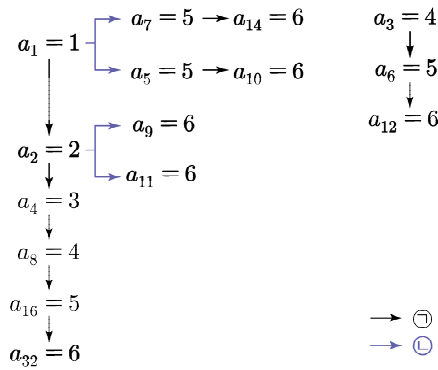 a₇ = 5 → a₁₄ = 6
a₃ = 4
a₁ = 1
a₅ = 5 → a₁₀ = 6
a₆ = 5
a₉ = 6
a₁₂ = 6
a₂ = 2
a₁₁ = 6
a₄ = 3
a₈ = 4
a₁₆ = 5
→ ㉠
→ ㉡
a₃₂ = 6